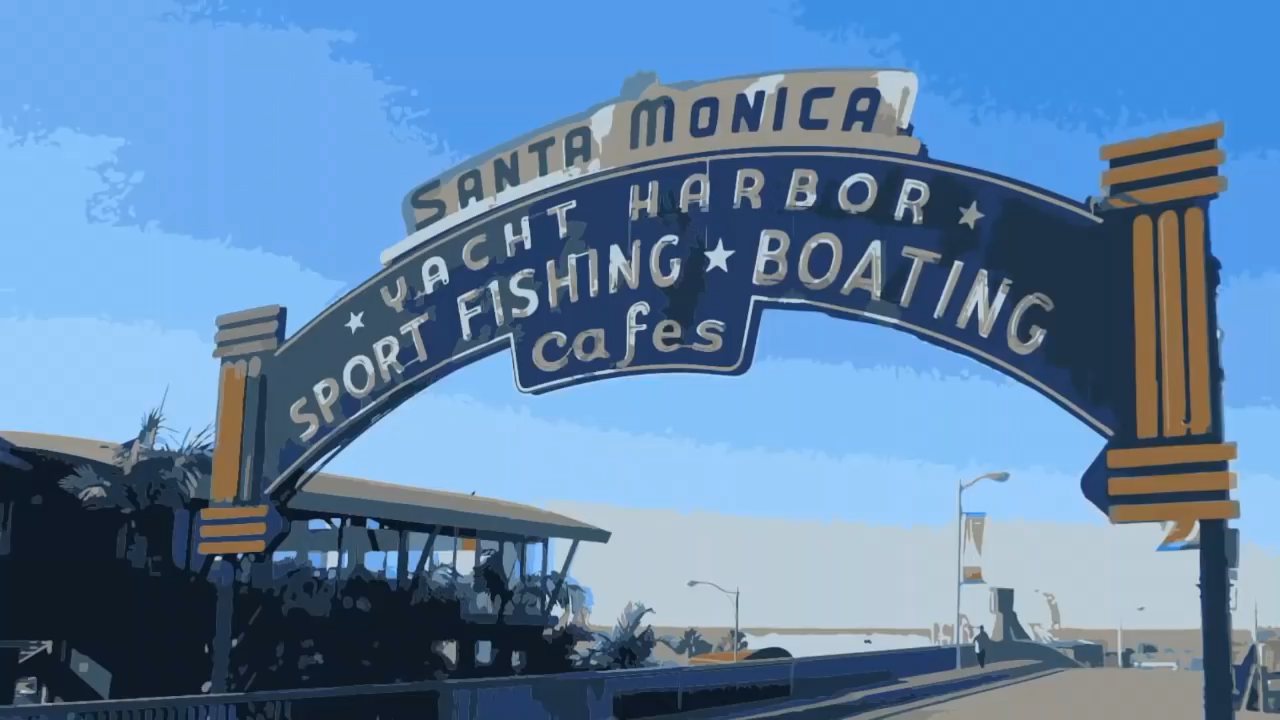 SANTA MONICA
★ YACHT HARBOR ★
SPORT FISHING ★ BOATING
cafes